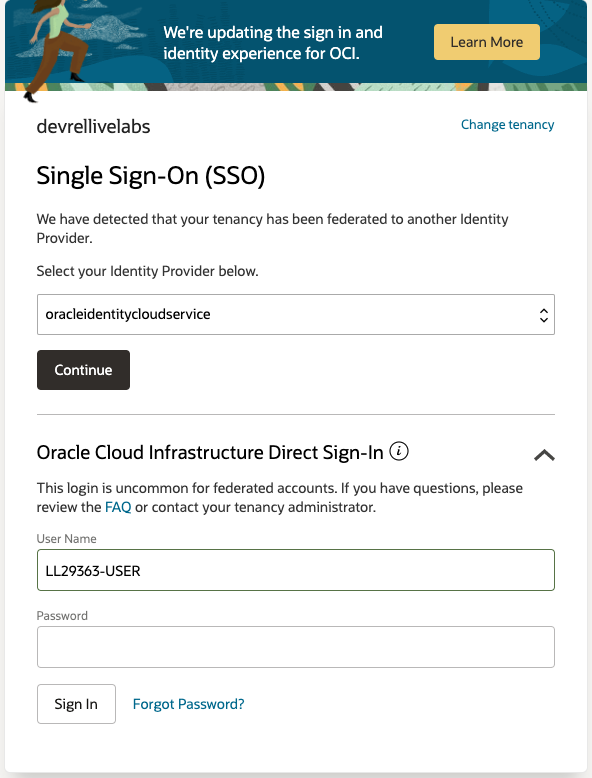 We're updating the sign in and
identity experience for OCI.
Learn More
devrellivelabs
Change tenancy
Single Sign-On (SSO)
We have detected that your tenancy has been federated to another Identity
Provider.
Select your Identity Provider below.
oracleidentitycloudservice
Continue
Oracle Cloud Infrastructure Direct Sign-In
This login is uncommon for federated accounts. If you have questions, please
review the FAQ or contact your tenancy administrator.
User Name
LL29363-USER
Password
Sign In
Forgot Password?